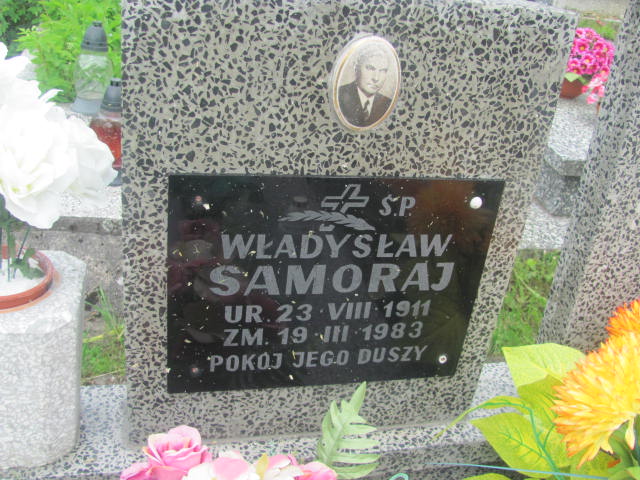 ŚP
WŁADYSŁAW
SAMORAJ
UR 23 VIII 1911
ZM 19 III 1983
POKÓJ JEGO DUSZY